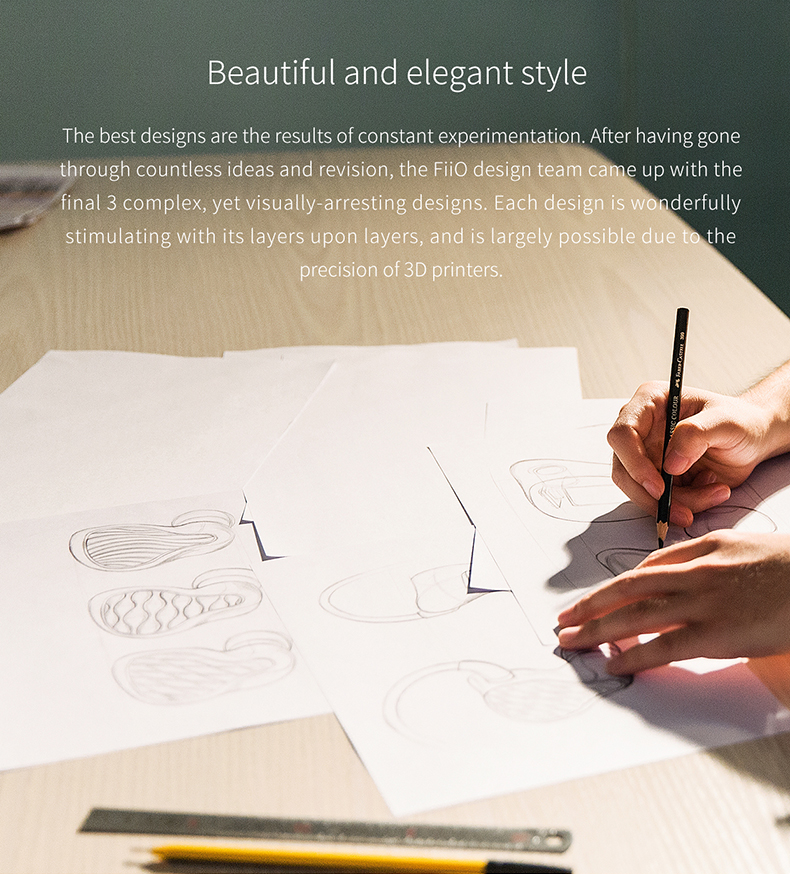 Beautiful and elegant style
The best designs are the results of constant experimentation. After having gone
through countless ideas and revision, the FiiO design team came up with the
final 3 complex, yet visually-arresting designs. Each design is wonderfully
stimulating with its layers upon layers, and is largely possible due to the
precision of 3D printers.
FABER-CASTELL
CLASSIC COLOUR